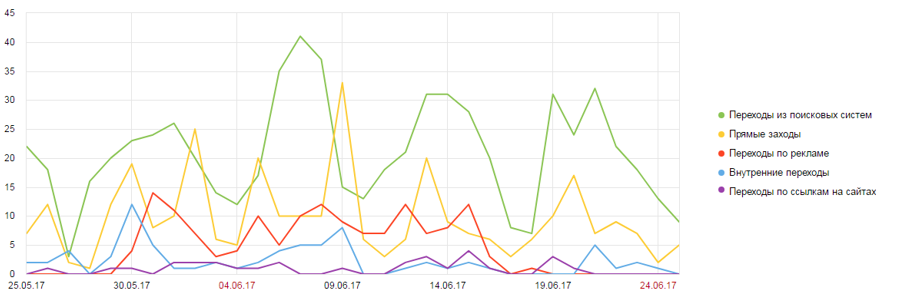 45
40
35
30
25
20
15
10
5
0
25.05.17 30.05.17 04.06.17 09.06.17 14.06.17 19.06.17 24.06.17
Переходы из поисковых систем
Прямые заходы
Переходы по рекламе
Внутренние переходы
Переходы по ссылкам на сайтах